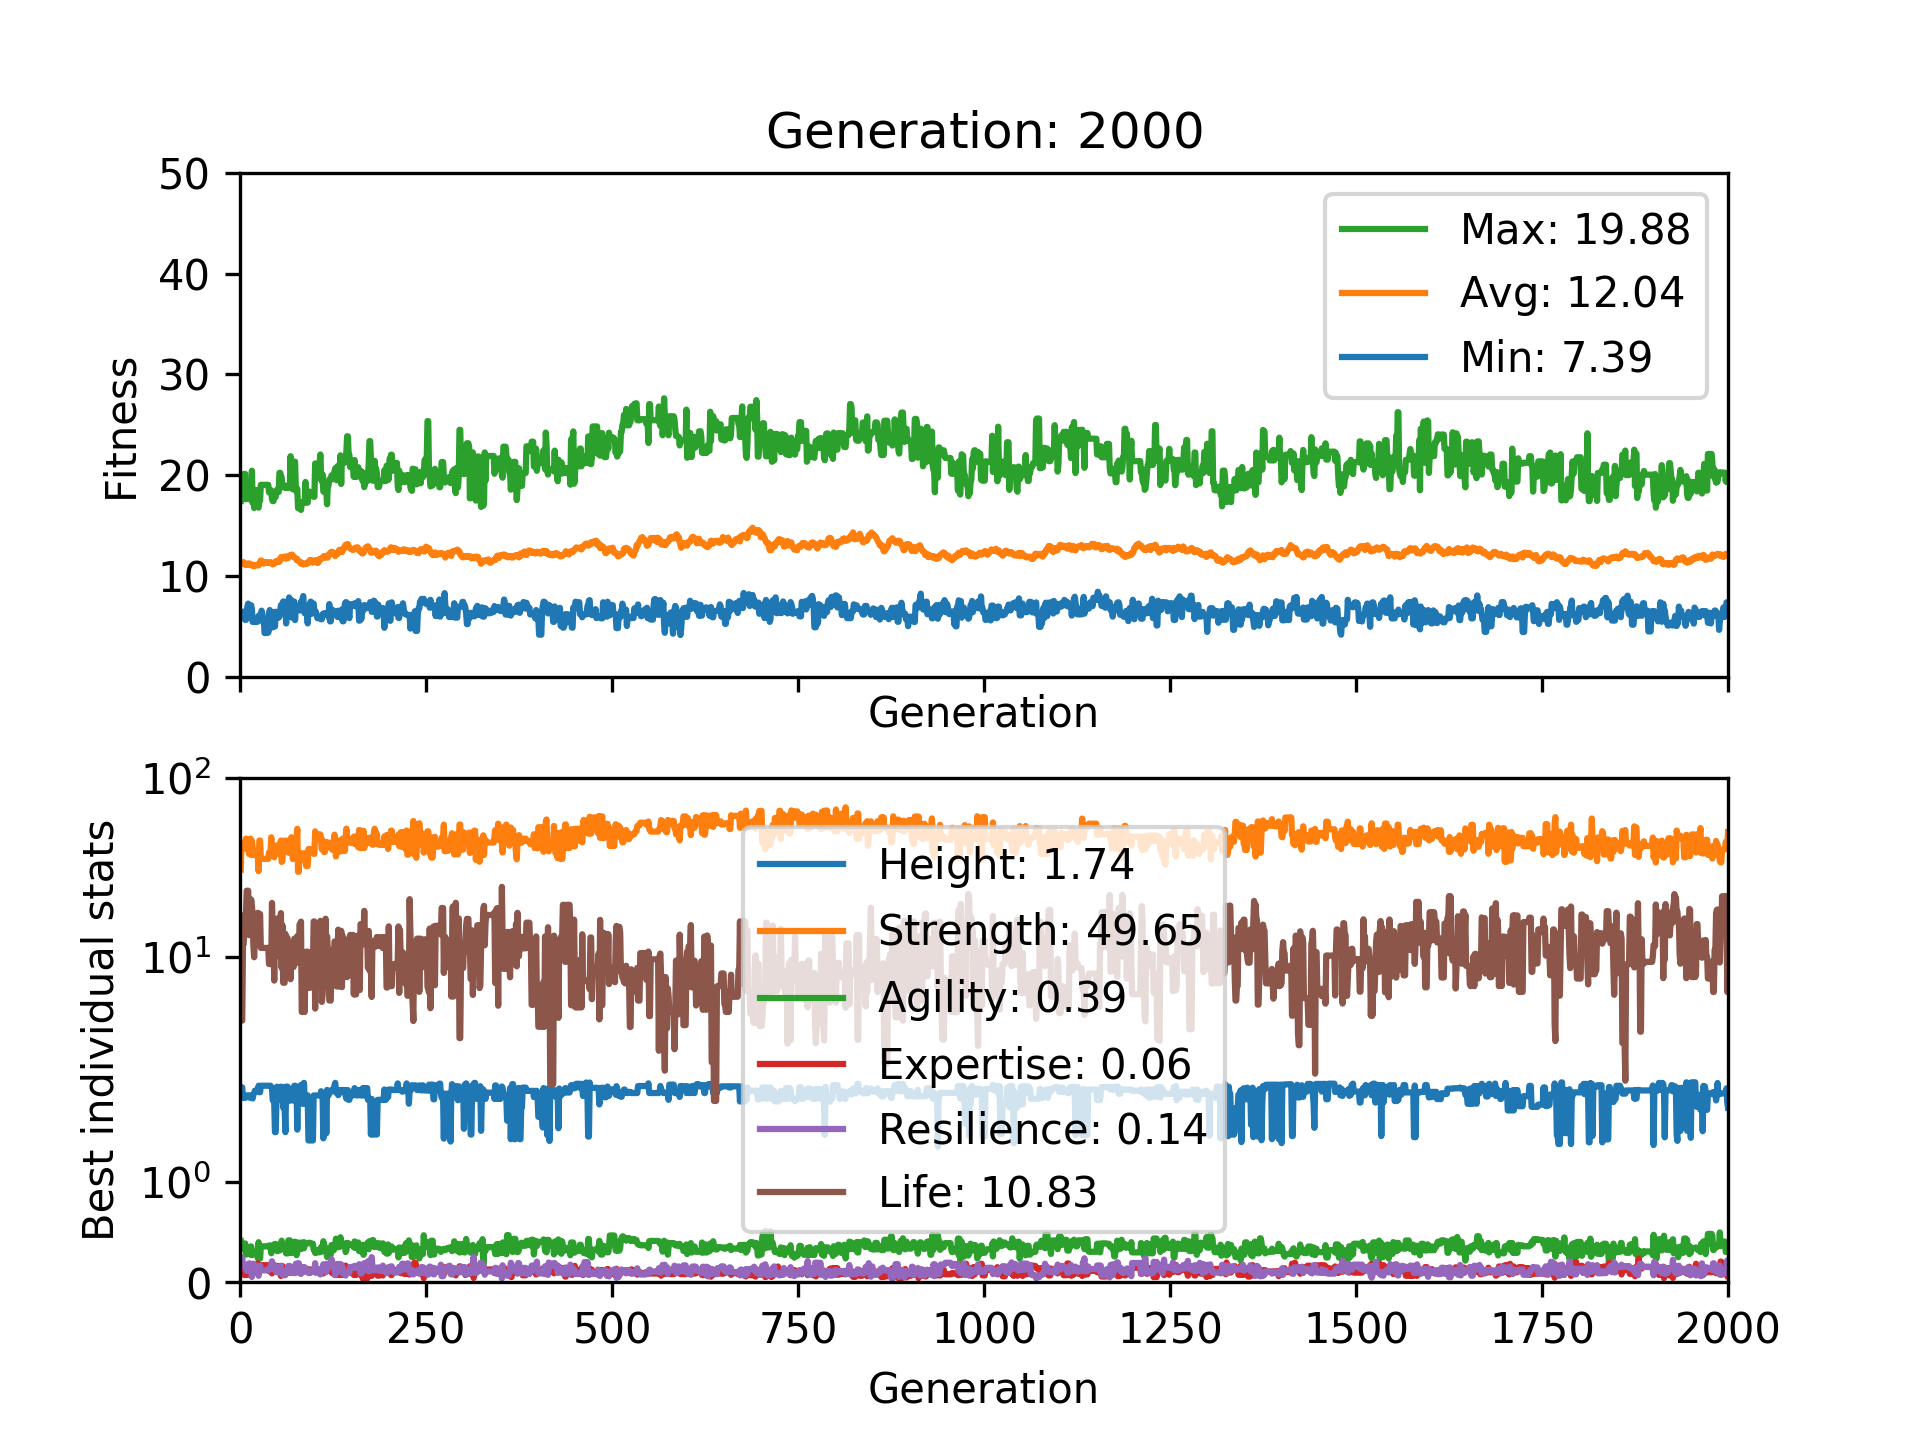 Generation: 2000
50
40
30
20
10
0
Fitness
Max: 19.88
Avg: 12.04
Min: 7.39
Generation
10²
10¹
10⁰
0
Best individual stats
Height: 1.74
Strength: 49.65
Agility: 0.39
Expertise: 0.06
Resilience: 0.14
Life: 10.83
0 250 500 750 1000 1250 1500 1750 2000
Generation